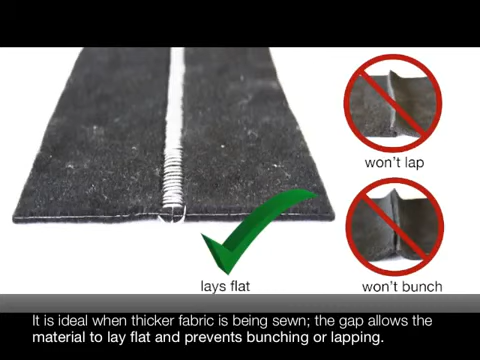 won't lap
lays flat
won't bunch
It is ideal when thicker fabric is being sewn; the gap allows the
material to lay flat and prevents bunching or lapping.